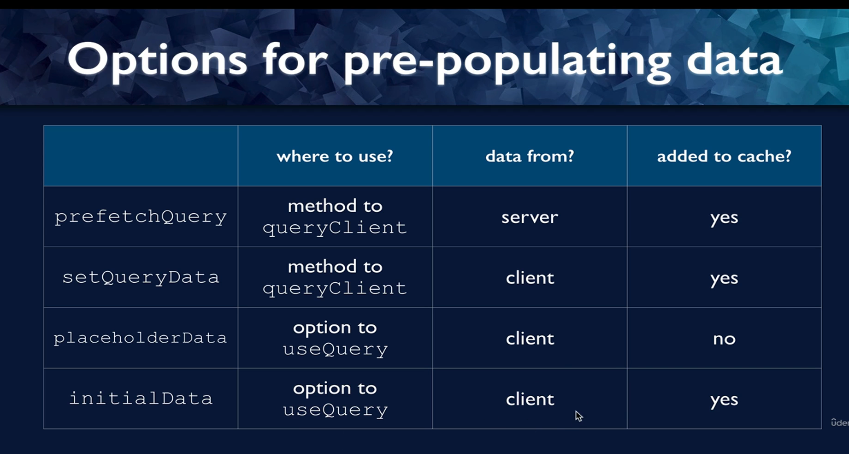 Options for pre-populating data
where to use?
data from?
added to cache?
prefetchQuery
method to
queryClient
server
yes
setQueryData
method to
queryClient
client
yes
placeholderData
option to
useQuery
client
no
initialData
option to
useQuery
client
yes